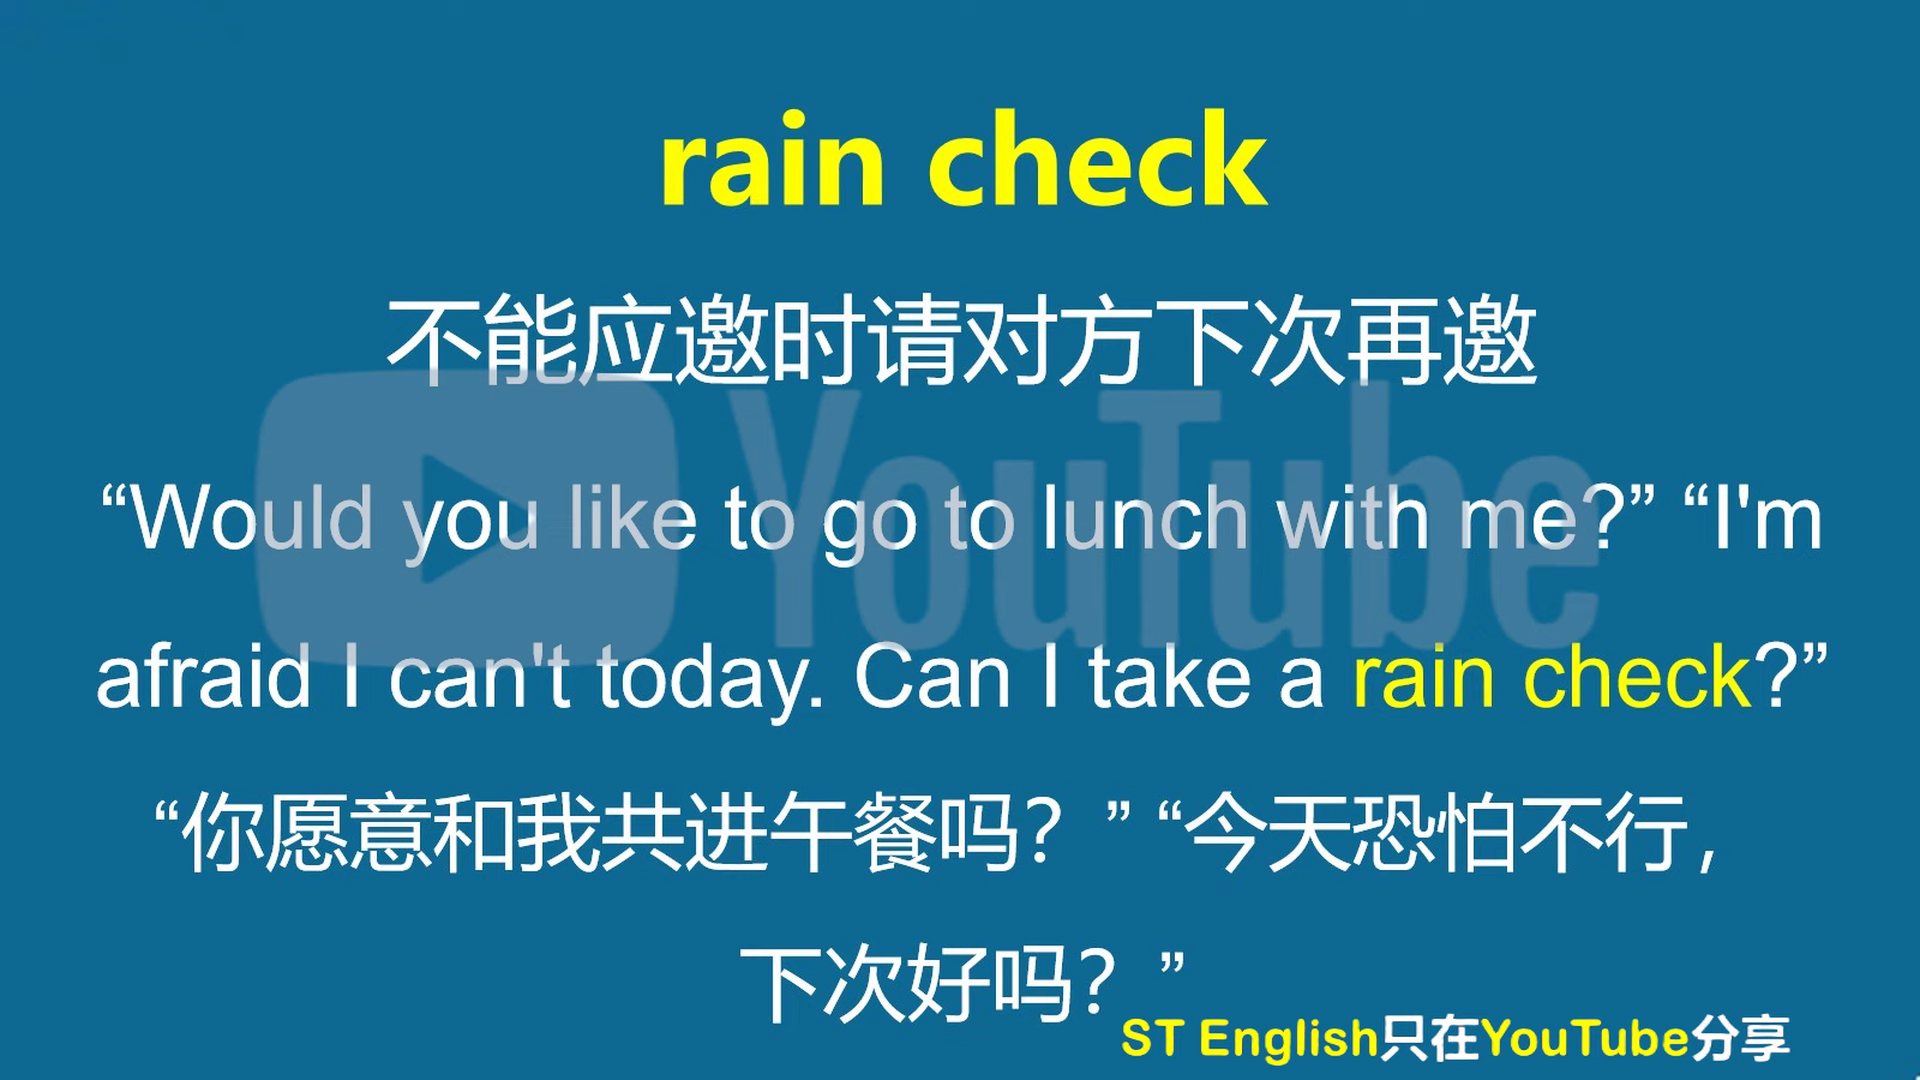 rain check
不能应邀时请对方下次再邀
YouTube
“Would you like to go to lunch with me?” “I'm
afraid I can't today. Can I take a rain check?”
“你愿意和我共进午餐吗？” “今天恐怕不行，
下次好吗？”
ST English只在YouTube分享